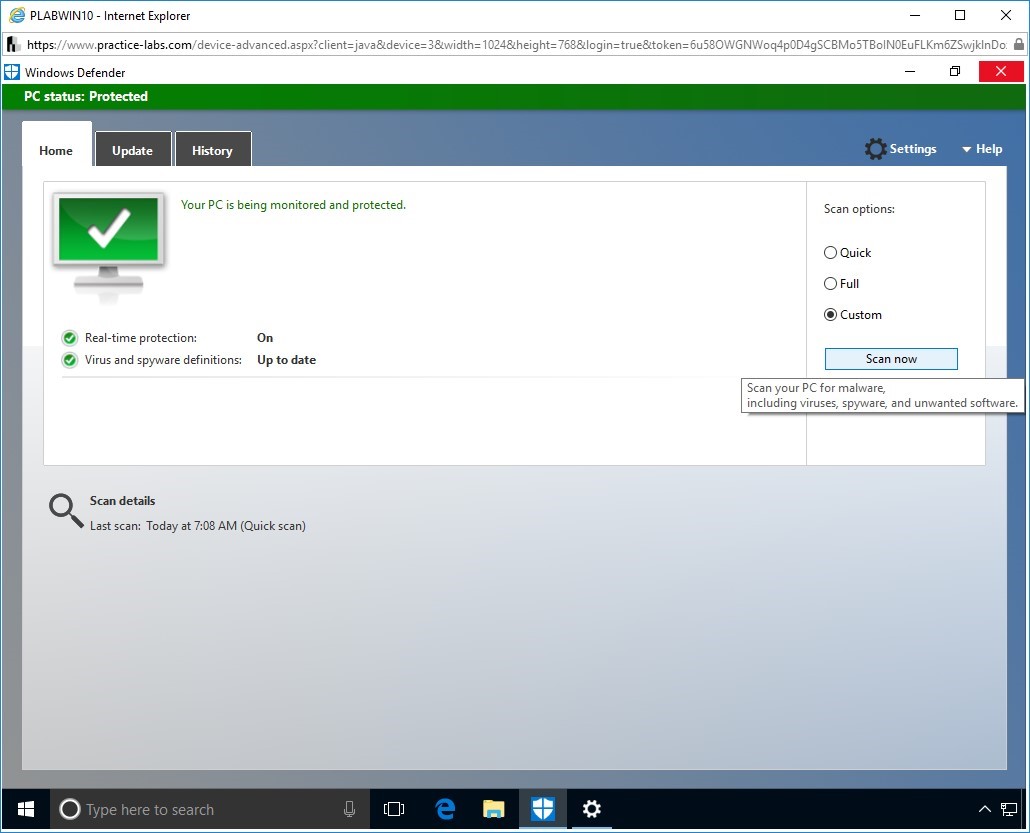 PLABWIN10 - Internet Explorer
https://www.practice-labs.com/device-advanced.aspx?client=java&device=3&width=1024&height=768&login=true&token=
Windows Defender
PC status: Protected
Home
Update
History
Settings
Help
Your PC is being monitored and protected.
Scan options:
Quick
Full
Custom
Real-time protection: On
Virus and spyware definitions: Up to date
Scan now
Scan your PC for malware,
including viruses, spyware, and unwanted software.
Scan details
Last scan: Today at 7:08 AM (Quick scan)
Type here to search